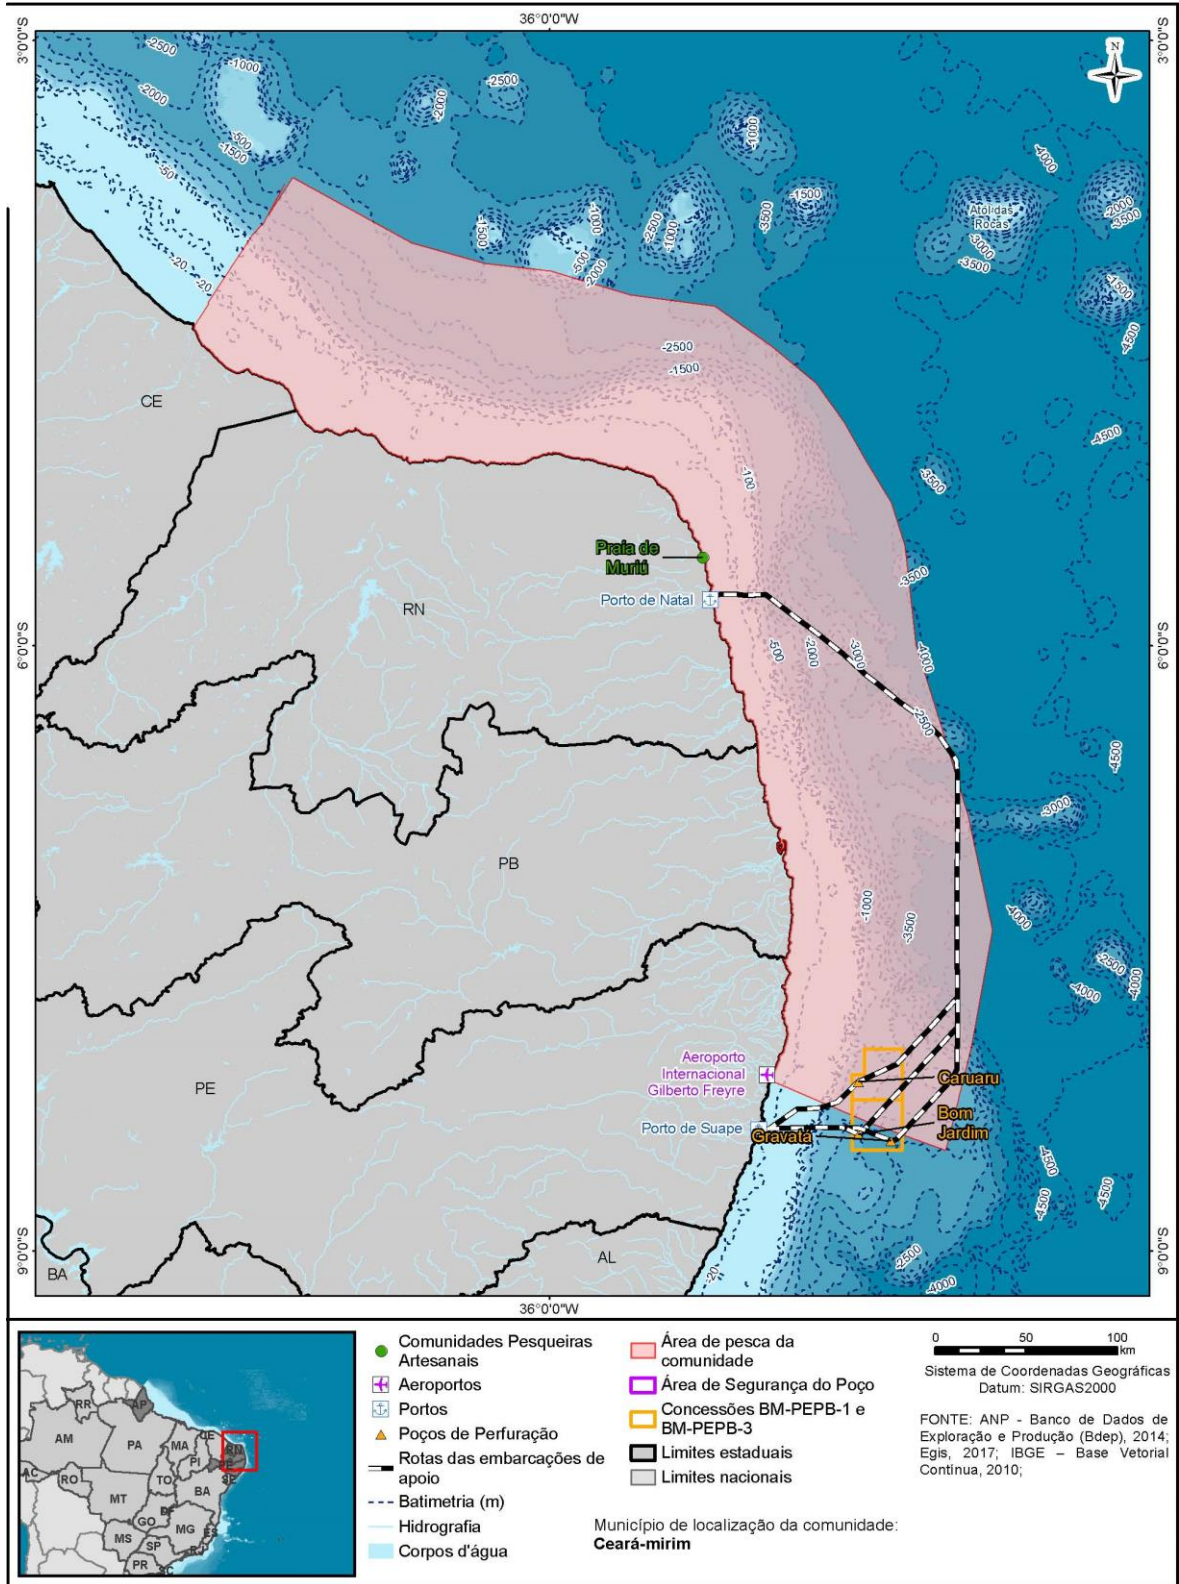 36°0'0"W
3°0'0"S
3°0'0"S
N
-2500
-1000
-2000
-2500
-2000
-500
-1500
-1000
-50
-4000
-1500
-2000
-3500
Atol das
Rocas
-3000
-3500
-1500
-100
-2500
-1000
-3500
-500
-2000
-20
-20
-1500
-4500
-2500
-1500
CE
-4500
-3500
-100
Praia de
Muriú
-3500
RN
Porto de Natal
6°0'0"S
6°0'0"S
-500
-2000
-3000
-4000
-2500
-4500
-3000
PB
-1000
-3500
-4000
-2500
-4000
-4000
Aeroporto
Internacional
Gilberto Freyre
PE
Caruaru
Bom
Jardim
Porto de Suape
Gravatá
-4500
-4500
-4500
9°0'0"S
9°0'0"S
BA
AL
-20
-2500
-4000
36°0'0"W
Comunidades Pesqueiras
Artesanais
Aeroportos
Portos
Poços de Perfuração
Rotas das embarcações de
apoio
Batimetria (m)
Hidrografia
Corpos d'água
Área de pesca da
comunidade
Área de Segurança do Poço
Concessões BM-PEPB-1 e
BM-PEPB-3
Limites estaduais
Limites nacionais
Município de localização da comunidade:
Ceará-mirim
0 50 100
km
Sistema de Coordenadas Geográficas
Datum: SIRGAS2000
FONTE: ANP - Banco de Dados de
Exploração e Produção (Bdep), 2014;
Egis, 2017; IBGE – Base Vetorial
Contínua, 2010;
RR
AP
AM
PA
MA
CE
RN
PI
PE
AC
RO
TO
SE
BA
MT
DF
GO
MG
ES
MS
SP
RJ
PR
SC